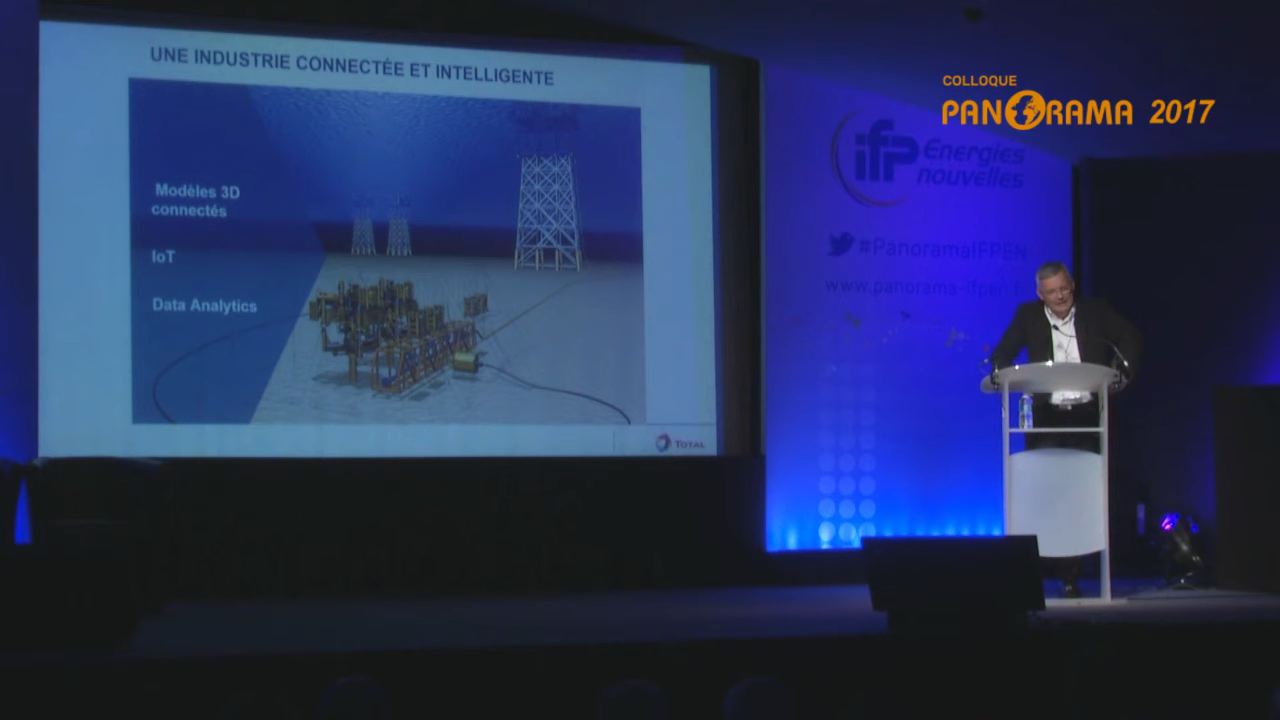 UNE INDUSTRIE CONNECTÉE ET INTELLIGENTE
Modèles 3D
connectés
IoT
Data Analytics
TOTAL
COLLOQUE
PANORAMA 2017
ifP Energies
nouvelles
#PanoramaIFPEN
www.panorama-ifpen.f